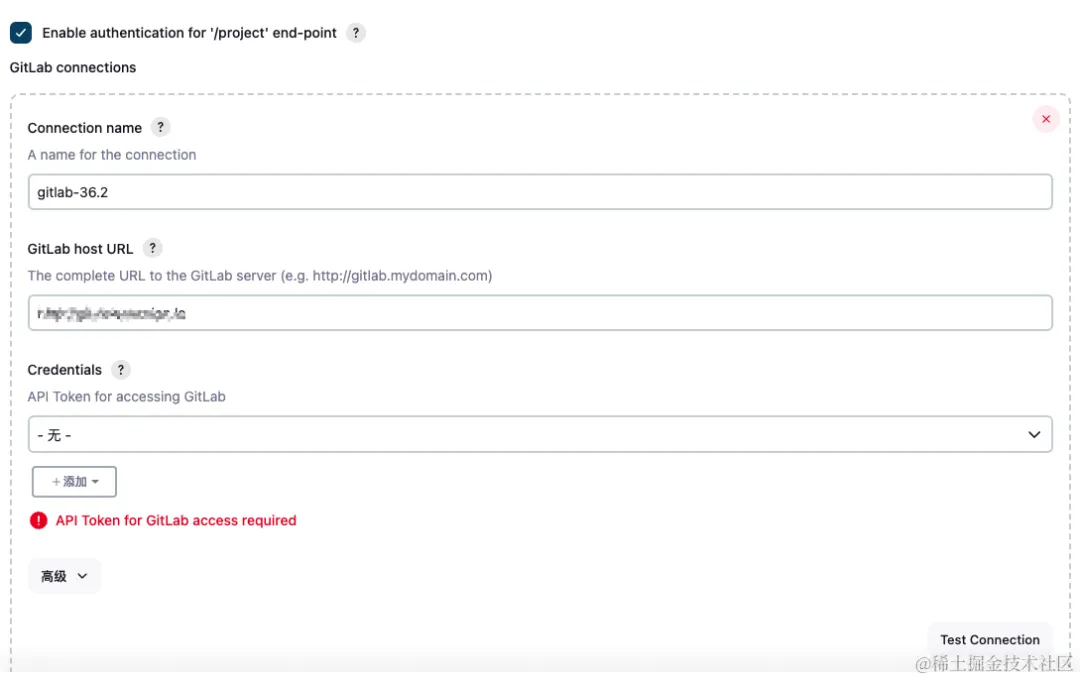 Enable authentication for '/project' end-point ?
GitLab connections
Connection name ?
A name for the connection
gitlab-36.2
GitLab host URL ?
The complete URL to the GitLab server (e.g. http://gitlab.mydomain.com)
Credentials ?
API Token for accessing GitLab
- 无 -
+ 添加
API Token for GitLab access required
高级
Test Connection
@稀土掘金技术社区